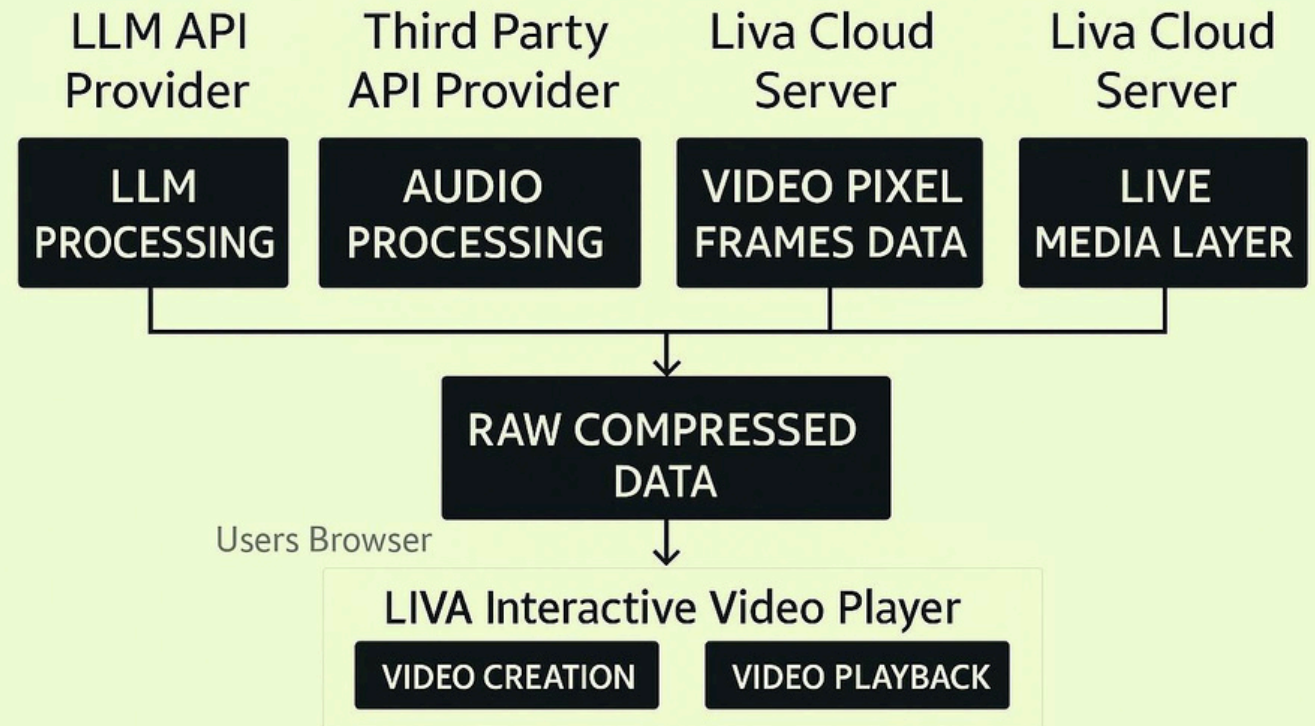 LLM API
Provider
Third Party
API Provider
Liva Cloud
Server
Liva Cloud
Server
LLM
PROCESSING
AUDIO
PROCESSING
VIDEO PIXEL
FRAMES DATA
LIVE
MEDIA LAYER
RAW COMPRESSED
DATA
Users Browser
LIVA Interactive Video Player
VIDEO CREATION
VIDEO PLAYBACK